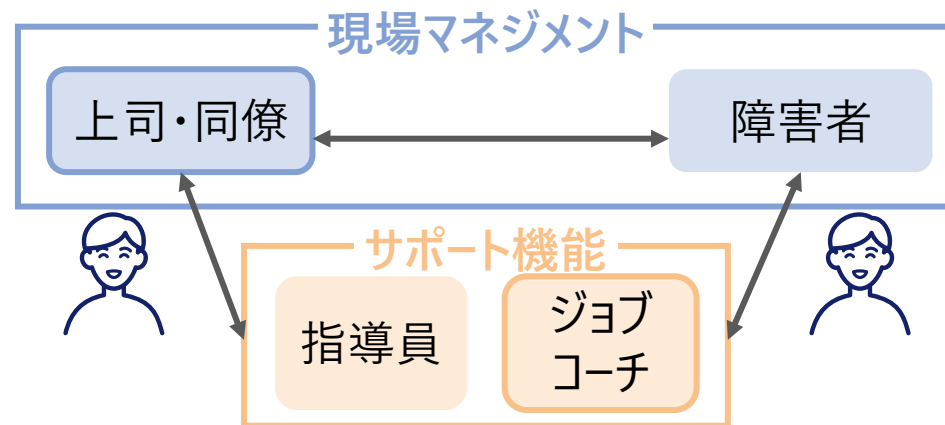 現場マネジメント
上司・同僚
障害者
サポート機能
指導員
ジョブ
コーチ